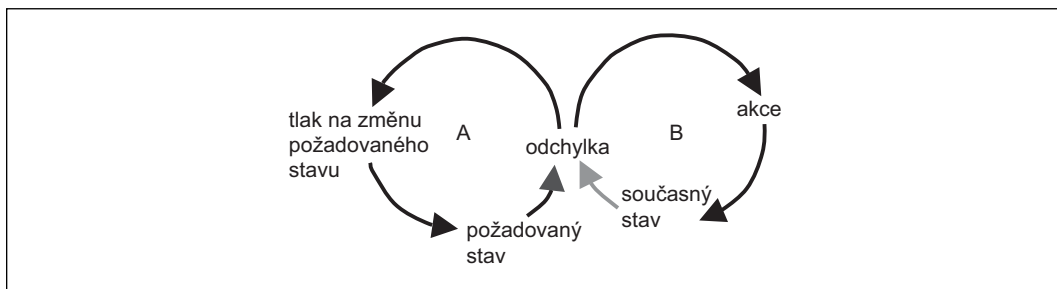 tlak na změnu
požadovaného
stavu
A
odchylka
B
akce
současný
stav
požadovaný
stav